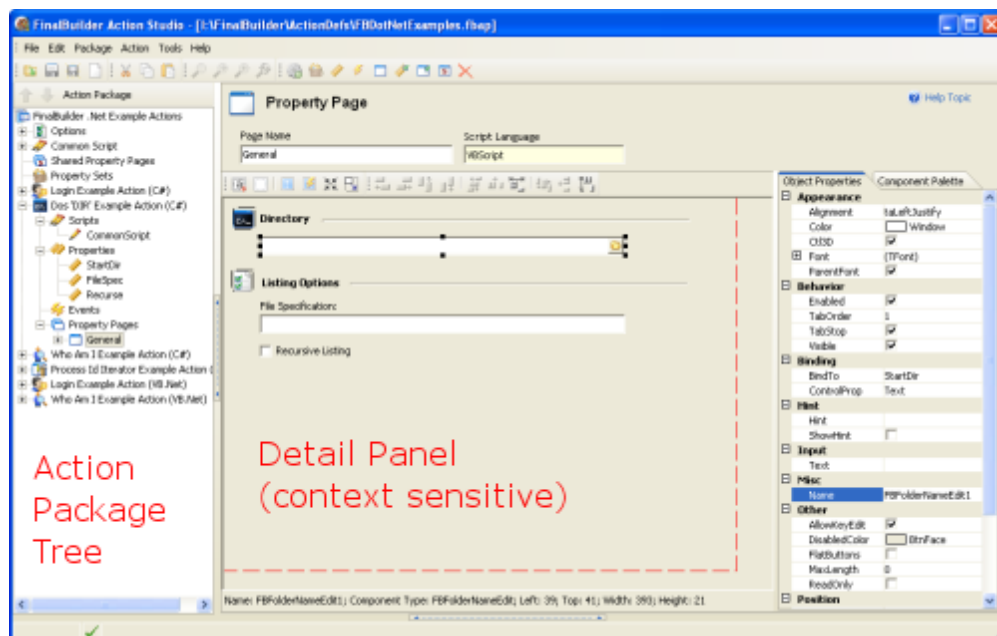 FinalBuilder Action Studio - [I:\FinalBuilder\ActionDefs\FBDotNetExamples.fbap]
File Edit Package Action Tools Help
Action Package
FinalBuilder .Net Example Actions
Options
Common Script
Shared Property Pages
Property Sets
Login Example Action (C#)
Dos 'DIR' Example Action (C#)
Scripts
CommonScript
Properties
StartDir
FileSpec
Recurse
Events
Property Pages
General
Who Am I Example Action (C#)
Process Id Iterator Example Action (
Login Example Action (VB.Net)
Who Am I Example Action (VB.Net)
Action
Package
Tree
Property Page
Help Topic
Page Name
Script Language
General
VBScript
Directory
Listing Options
File Specification:
Recursive Listing
Detail Panel
(context sensitive)
Name: FBFolderNameEdit1; Component Type: FBFolderNameEdit; Left: 39; Top: 41; Width: 393; Height: 21
Object Properties Component Palette
Appearance
Alignment taLeftJustify
Color Window
Ctl3D
Font (TFont)
ParentFont
Behavior
Enabled
TabOrder 1
TabStop
Visible
Binding
BindTo StartDir
ControlProp Text
Hint
Hint
ShowHint
Input
Text
Misc
Name FBFolderNameEdit1
Other
AllowKeyEdit
DisabledColor BtnFace
FlatButtons
MaxLength 0
ReadOnly
Position